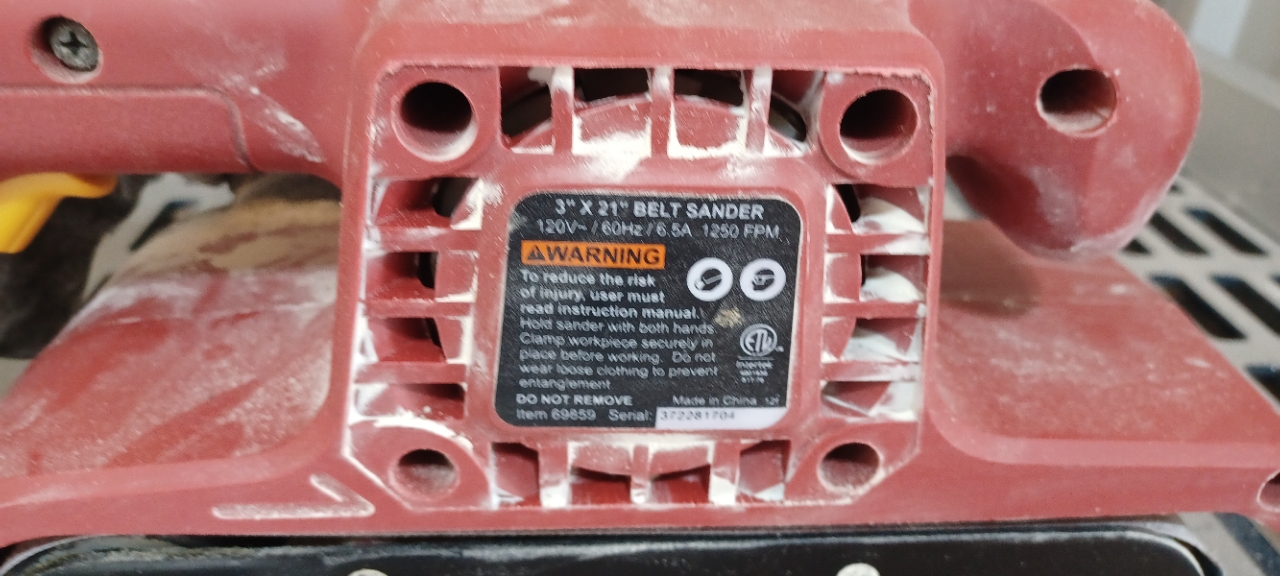 3" X 21" BELT SANDER
120V~ / 60Hz / 6.5A 1250 FPM
WARNING
To reduce the risk
of injury, user must
read instruction manual.
Hold sander with both hands
Clamp workpiece securely in
place before working. Do not
wear loose clothing to prevent
entanglement
ETL
Intertek
DO NOT REMOVE Made in China
Item 69859 Serial: 372281704